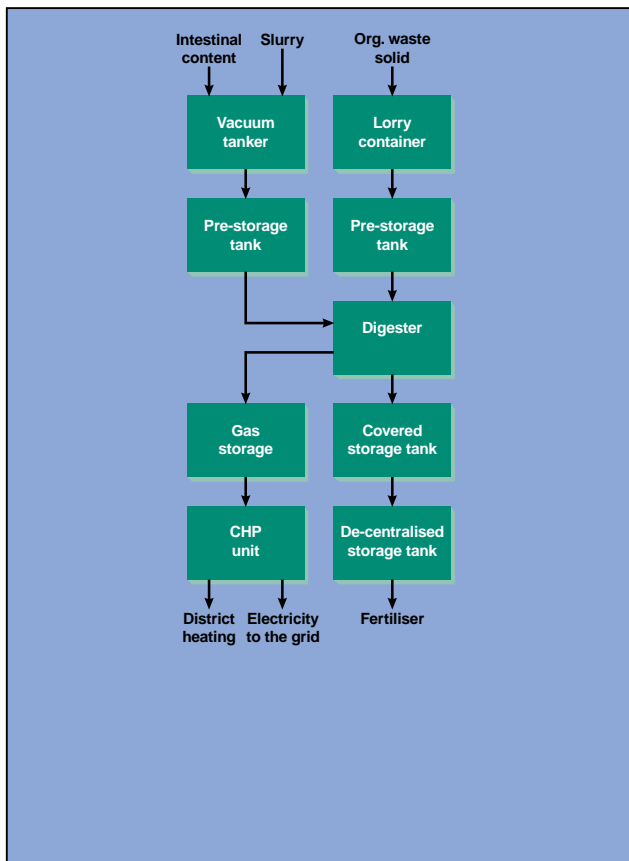 Intestinal
content
Slurry
Org. waste
solid
Vacuum
tanker
Lorry
container
Pre-storage
tank
Pre-storage
tank
Digester
Gas
storage
Covered
storage tank
CHP
unit
De-centralised
storage tank
District
heating
Electricity
to the grid
Fertiliser